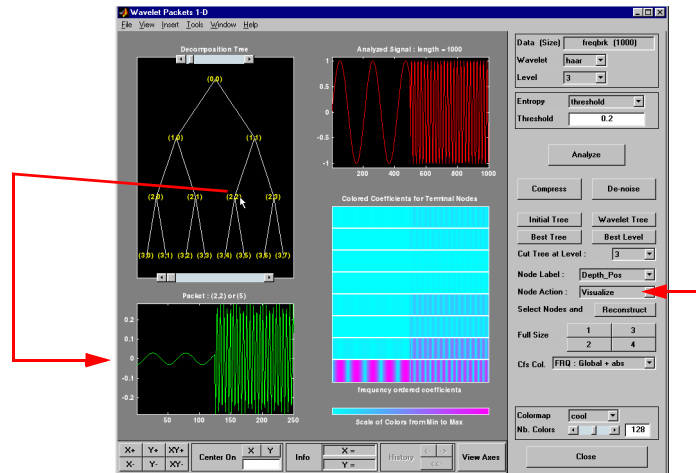 Wavelet Packets 1-D
File View Insert Tools Window Help
Decomposition Tree
(0,0)
(1,0) (1,1)
(2,0) (2,1) (2,2) (2,3)
(3,0) (3,1) (3,2) (3,3) (3,4) (3,5) (3,6) (3,7)
Packet : (2,2) or (5)
0.2
0.1
0
-0.1
-0.2
50 100 150 200 250
Analyzed Signal : length = 1000
1
0.5
0
-0.5
-1
200 400 600 800 1000
Colored Coefficients for Terminal Nodes
frequency ordered coefficients
Scale of Colors from Min to Max
Data (Size) freqbrk (1000)
Wavelet haar
Level 3
Entropy threshold
Threshold 0.2
Analyze
Compress De-noise
Initial Tree Wavelet Tree
Best Tree Best Level
Cut Tree at Level : 3
Node Label : Depth_Pos
Node Action : Visualize
Select Nodes and Reconstruct
Full Size 1 3
2 4
Cfs Col. FRQ : Global + abs
Colormap cool
Nb. Colors 128
Close
X+ Y+ XY+
X- Y- XY-
Center On X Y
Info X =
Y =
History <- ->
<<-
View Axes